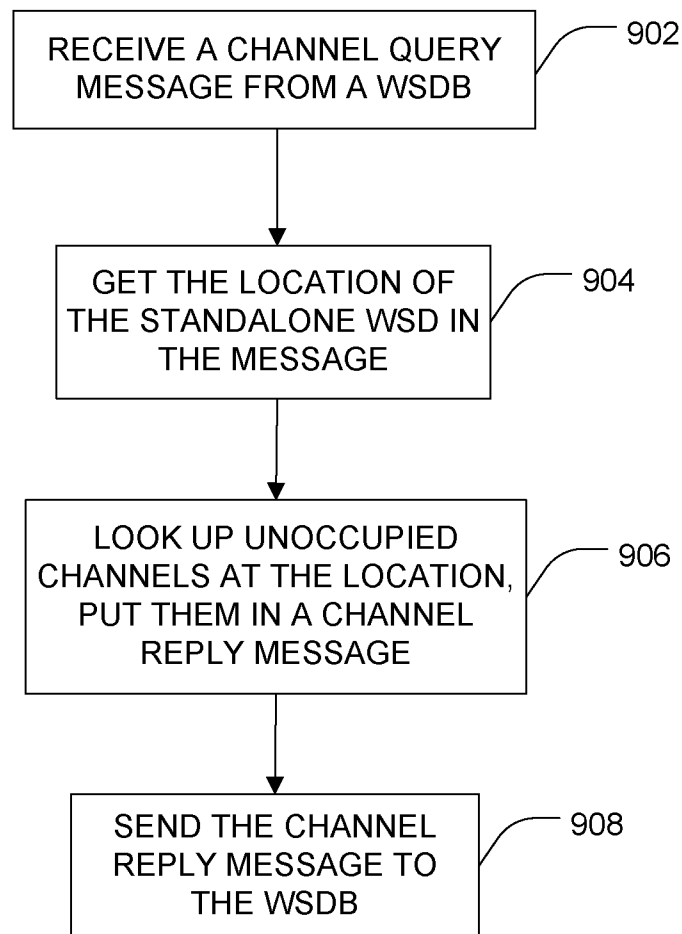 RECEIVE A CHANNEL QUERY
MESSAGE FROM A WSDB
902
GET THE LOCATION OF
THE STANDALONE WSD IN
THE MESSAGE
904
LOOK UP UNOCCUPIED
CHANNELS AT THE LOCATION,
PUT THEM IN A CHANNEL
REPLY MESSAGE
906
SEND THE CHANNEL
REPLY MESSAGE TO
THE WSDB
908